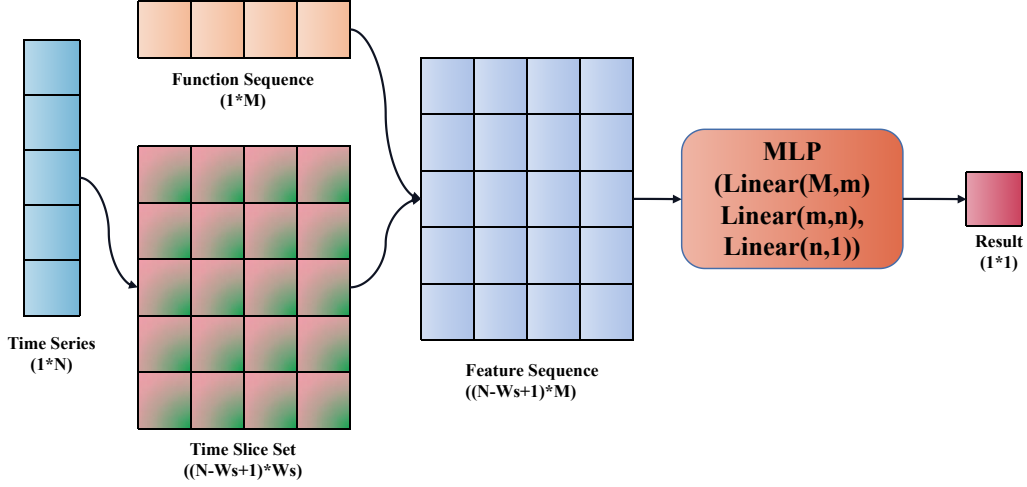 Function Sequence
(1*M)
Time Series
(1*N)
Time Slice Set
((N-Ws+1)*Ws)
Feature Sequence
((N-Ws+1)*M)
MLP
(Linear(M,m)
Linear(m,n),
Linear(n,1))
Result
(1*1)